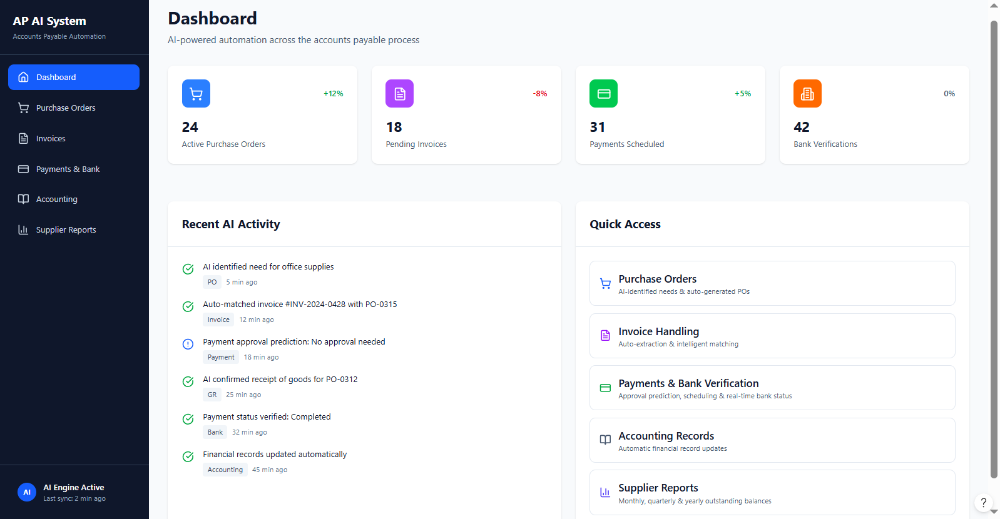 AP AI System
Accounts Payable Automation
Dashboard
Purchase Orders
Invoices
Payments & Bank
Accounting
Supplier Reports
AI
AI Engine Active
Last sync: 2 min ago
Dashboard
AI-powered automation across the accounts payable process
+12%
24
Active Purchase Orders
-8%
18
Pending Invoices
+5%
31
Payments Scheduled
0%
42
Bank Verifications
Recent AI Activity
AI identified need for office supplies
PO 5 min ago
Auto-matched invoice #INV-2024-0428 with PO-0315
Invoice 12 min ago
Payment approval prediction: No approval needed
Payment 18 min ago
AI confirmed receipt of goods for PO-0312
GR 25 min ago
Payment status verified: Completed
Bank 32 min ago
Financial records updated automatically
Accounting 45 min ago
Quick Access
Purchase Orders
AI-identified needs & auto-generated POs
Invoice Handling
Auto-extraction & intelligent matching
Payments & Bank Verification
Approval prediction, scheduling & real-time bank status
Accounting Records
Automatic financial record updates
Supplier Reports
Monthly, quarterly & yearly outstanding balances
?